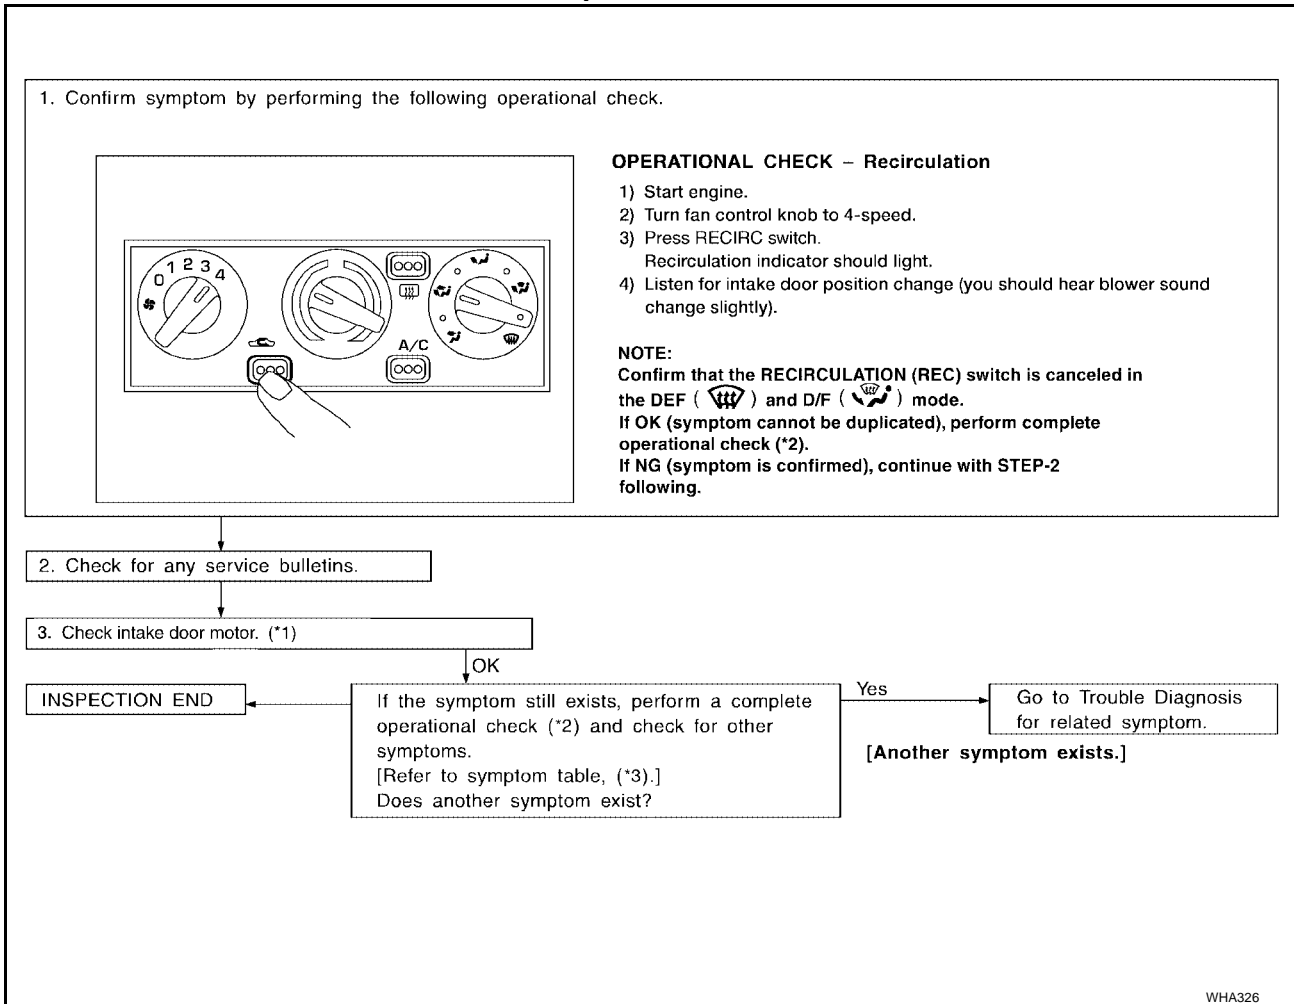 1. Confirm symptom by performing the following operational check.
0 1 2 3 4
A/C
OPERATIONAL CHECK – Recirculation
1) Start engine.
2) Turn fan control knob to 4-speed.
3) Press RECIRC switch.
Recirculation indicator should light.
4) Listen for intake door position change (you should hear blower sound
change slightly).
NOTE:
Confirm that the RECIRCULATION (REC) switch is canceled in
the DEF ( ) and D/F ( ) mode.
If OK (symptom cannot be duplicated), perform complete
operational check (*2).
If NG (symptom is confirmed), continue with STEP-2
following.
2. Check for any service bulletins.
3. Check intake door motor. (*1)
OK
INSPECTION END
If the symptom still exists, perform a complete
operational check (*2) and check for other
symptoms.
[Refer to symptom table, (*3).]
Does another symptom exist?
Yes
Go to Trouble Diagnosis
for related symptom.
[Another symptom exists.]
WHA326